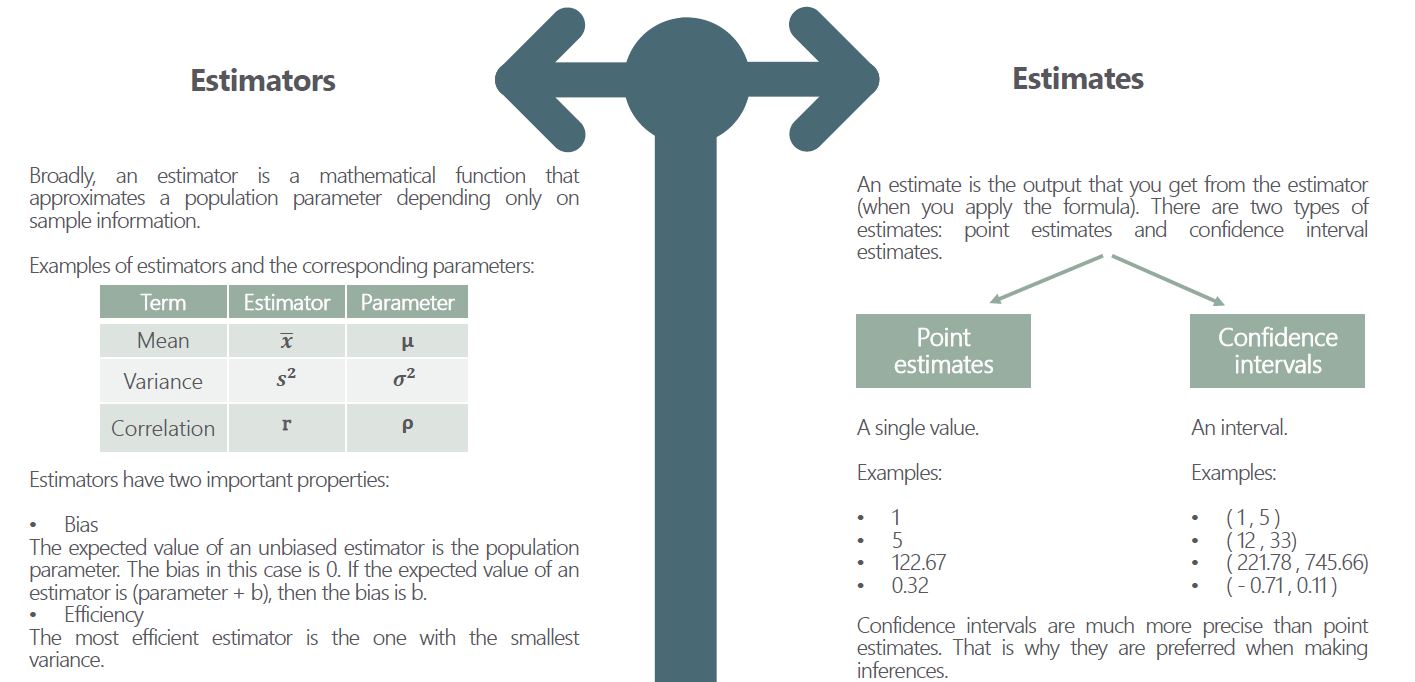 Estimators
Broadly, an estimator is a mathematical function that
approximates a population parameter depending only on
sample information.
Examples of estimators and the corresponding parameters:
Term Estimator Parameter
Mean x̅ μ
Variance s² σ²
Correlation r ρ
Estimators have two important properties:
• Bias
The expected value of an unbiased estimator is the population
parameter. The bias in this case is 0. If the expected value of an
estimator is (parameter + b), then the bias is b.
• Efficiency
The most efficient estimator is the one with the smallest
variance.
Estimates
An estimate is the output that you get from the estimator
(when you apply the formula). There are two types of
estimates: point estimates and confidence interval
estimates.
Point
estimates
A single value.
Examples:
• 1
• 5
• 122.67
• 0.32
Confidence
intervals
An interval.
Examples:
• ( 1 , 5 )
• ( 12 , 33)
• ( 221.78 , 745.66)
• ( - 0.71 , 0.11 )
Confidence intervals are much more precise than point
estimates. That is why they are preferred when making
inferences.